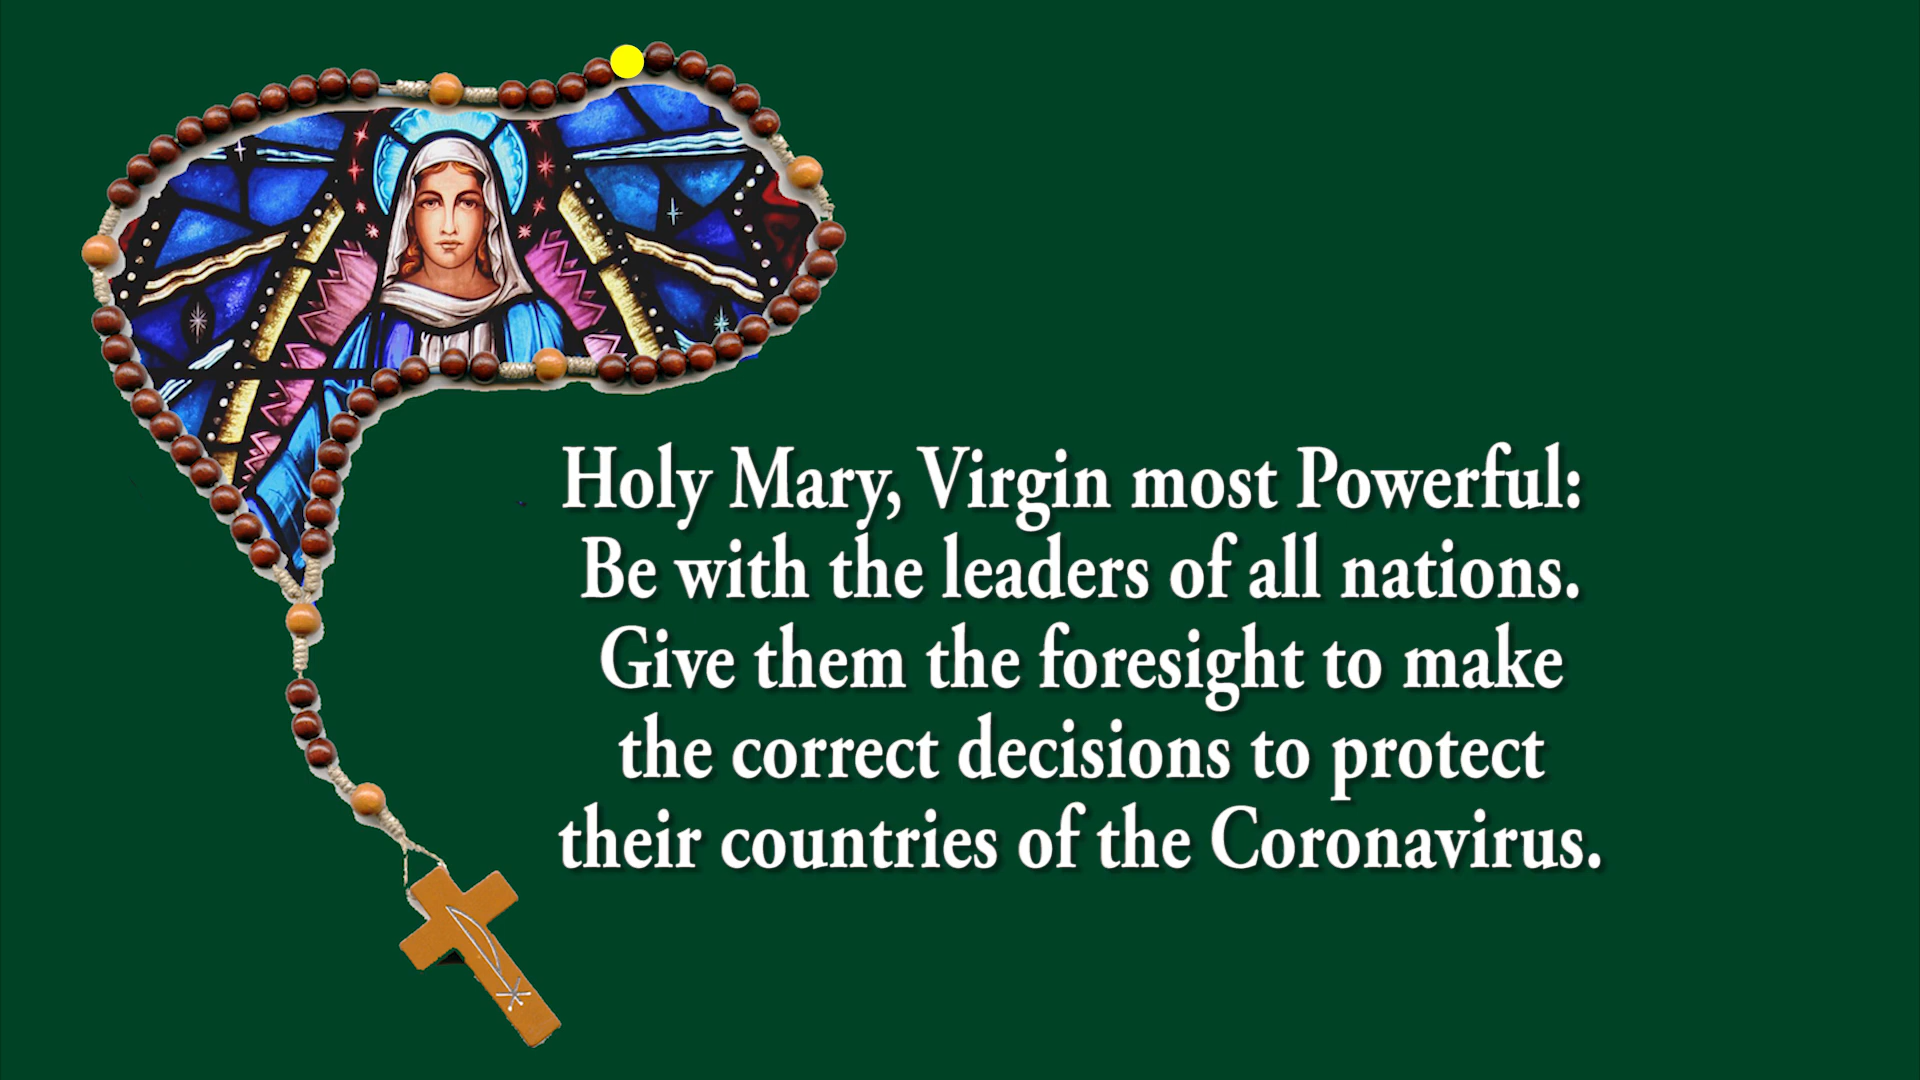 Holy Mary, Virgin most Powerful:
Be with the leaders of all nations.
Give them the foresight to make
the correct decisions to protect
their countries of the Coronavirus.